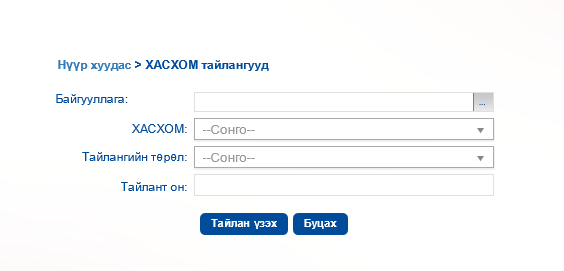 Нүүр хуудас > ХАСХОМ тайлангууд
Байгууллага: ...
ХАСХОМ: --Сонго--
Тайлангийн төрөл: --Сонго--
Тайлант он:
Тайлан үзэх Буцах